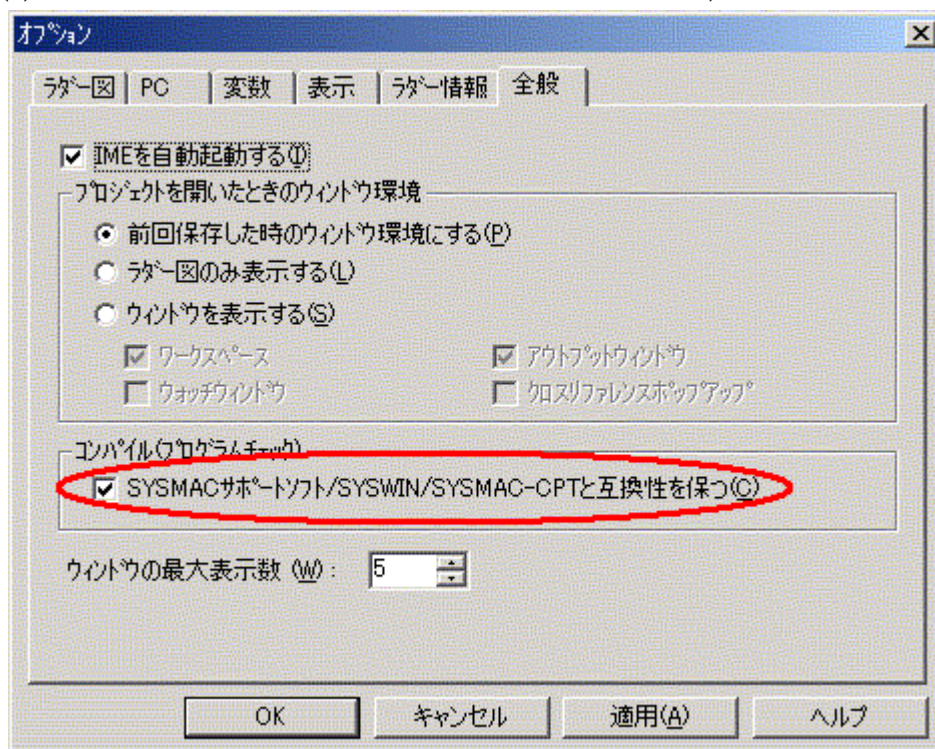 オプション
ラダー図 PC 変数 表示 ラダー情報 全般
IMEを自動起動する(I)
プロジェクトを開いたときのウィンドウ環境
前回保存した時のウィンドウ環境にする(P)
ラダー図のみ表示する(L)
ウィンドウを表示する(S)
ワークスペース アウトプットウィンドウ
ウォッチウィンドウ クロスリファレンスポップアップ
コンパイル(プログラムチェック)
SYSMACサポートソフト/SYSWIN/SYSMAC-CPTと互換性を保つ(C)
ウィンドウの最大表示数 (W) : 5
OK キャンセル 適用(A) ヘルプ